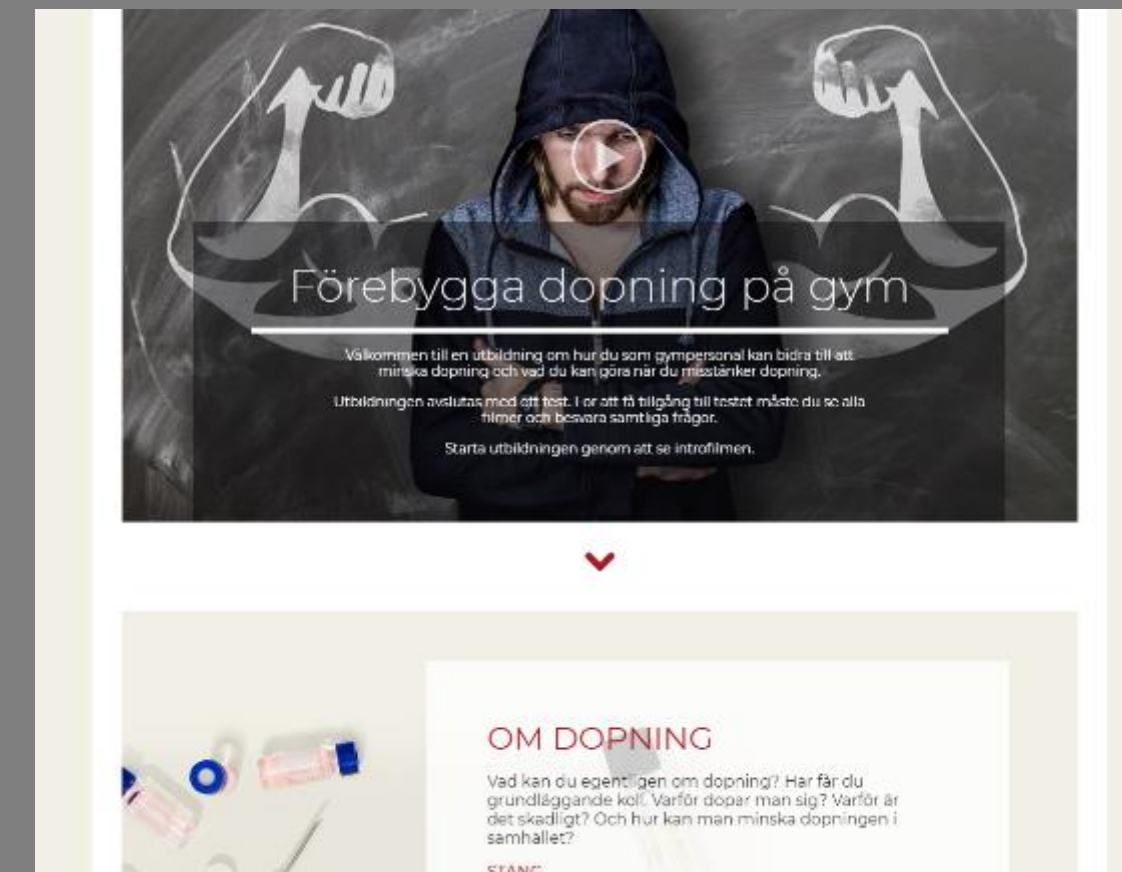 Förebygga dopning på gym
Välkommen till en utbildning om hur du som gympersonal kan bidra till att
minska dopning och vad du kan göra när du misstänker dopning.
Utbildningen avslutas med ett test. För att få tillgång till testet måste du se alla
filmer och besvara samtliga frågor.
Starta utbildningen genom att se introfilmen.
OM DOPNING
Vad kan du egentligen om dopning? Här får du
grundläggande koll. Varför dopar man sig? Varför är
det skadligt? Och hur kan man minska dopningen i
samhället?
STÄNG